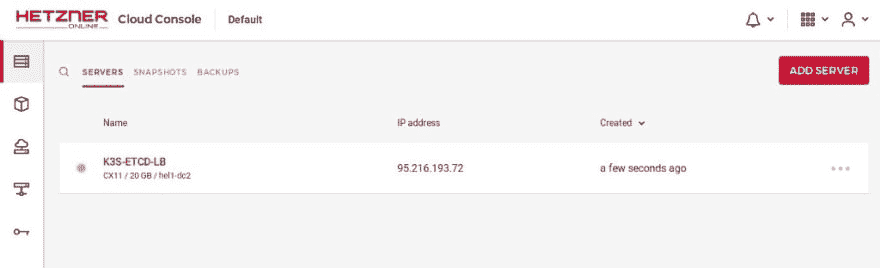 HETZNER
ONLINE
Cloud Console
Default
SERVERS SNAPSHOTS BACKUPS
ADD SERVER
Name IP address Created
K3S-ETCD-LB
CX11 / 20 GB / hel1-dc2
95.216.193.72
a few seconds ago